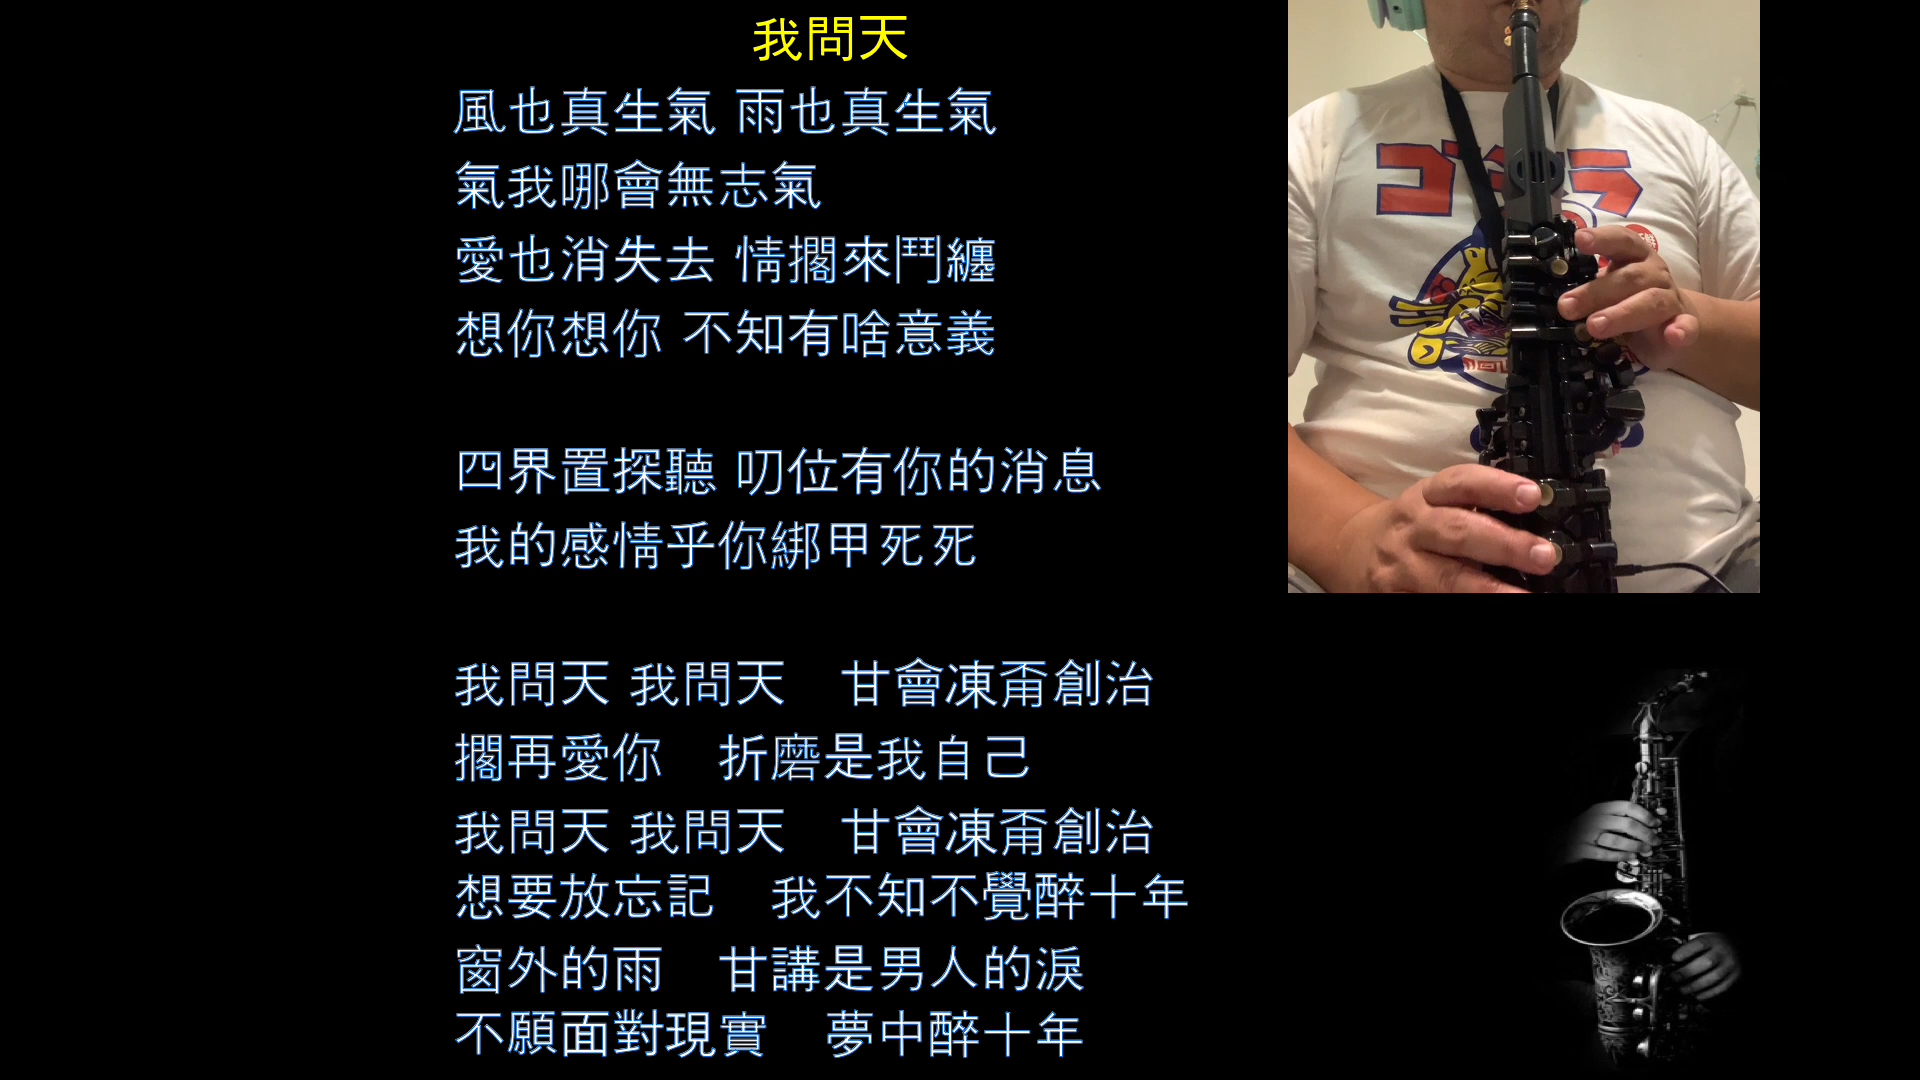 我問天
風也真生氣 雨也真生氣
氣我哪會無志氣
愛也消失去 情擱來鬥纏
想你想你 不知有啥意義
四界置探聽 叨位有你的消息
我的感情乎你綁甲死死
我問天 我問天　甘會凍甭創治
擱再愛你　折磨是我自己
我問天 我問天　甘會凍甭創治
想要放忘記　我不知不覺醉十年
窗外的雨　甘講是男人的淚
不願面對現實　夢中醉十年